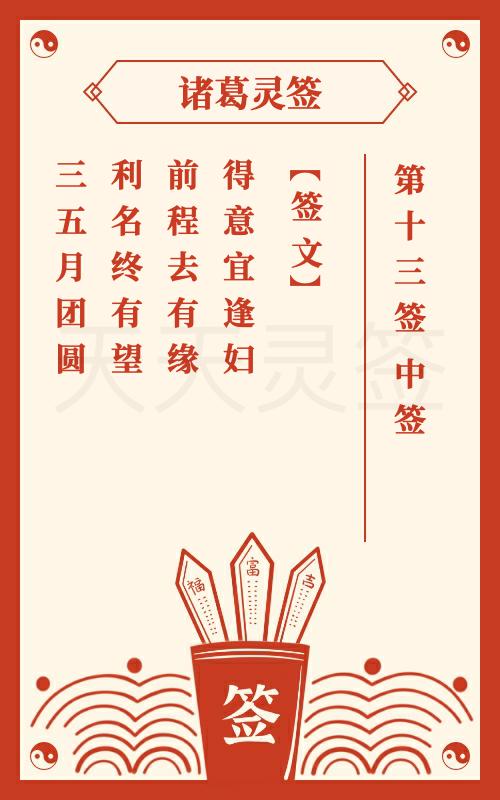 诸葛灵签
第十三签 中签
【签文】
得意宜逢妇
前程去有缘
利名终有望
三五月团圆
天天灵签
福
富
吉
签